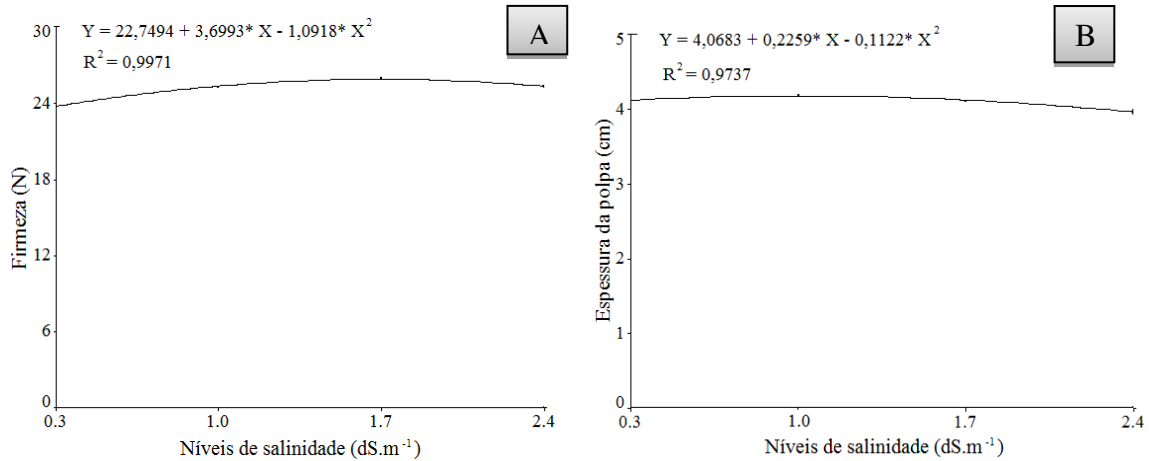 Y = 22,7494 + 3,6993* X - 1,0918* X²
R² = 0,9971
A
Firmeza (N)
30
24
18
12
6
0
0.3 1.0 1.7 2.4
Níveis de salinidade (dS.m⁻¹)
Y = 4,0683 + 0,2259* X - 0,1122* X²
R² = 0,9737
B
Espessura da polpa (cm)
5
4
3
2
1
0
0.3 1.0 1.7 2.4
Níveis de salinidade (dS.m⁻¹)